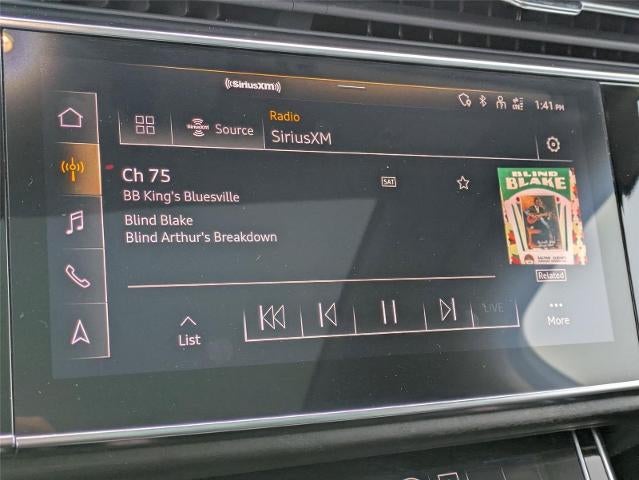 ((SiriusXM))
1:41 PM
Radio
SiriusXM
SiriusXM
Source
Ch 75
SAT
BB King's Bluesville
Blind Blake
Blind Arthur's Breakdown
BLIND
BLAKE
Related
List
LIVE
More